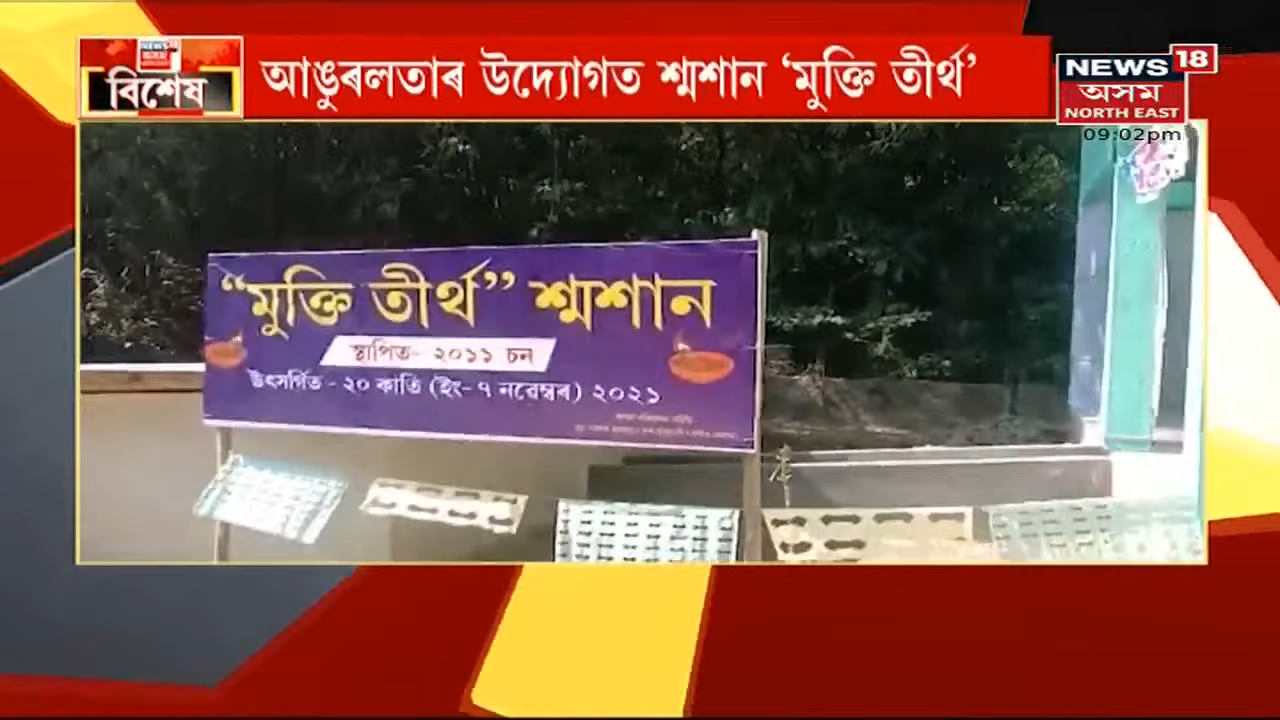 বিশেষ
আঙুৰলতাৰ উদ্যোগত শ্মশান ‘মুক্তি তীৰ্থ’
NEWS 18
অসম
NORTH EAST
09:02pm
“মুক্তি তীৰ্থ” শ্মশান
স্থাপিত- ২০১১ চন
উৎসৰ্গিত - ২০ কাতি (ইং- ৭ নৱেম্বৰ) ২০২১